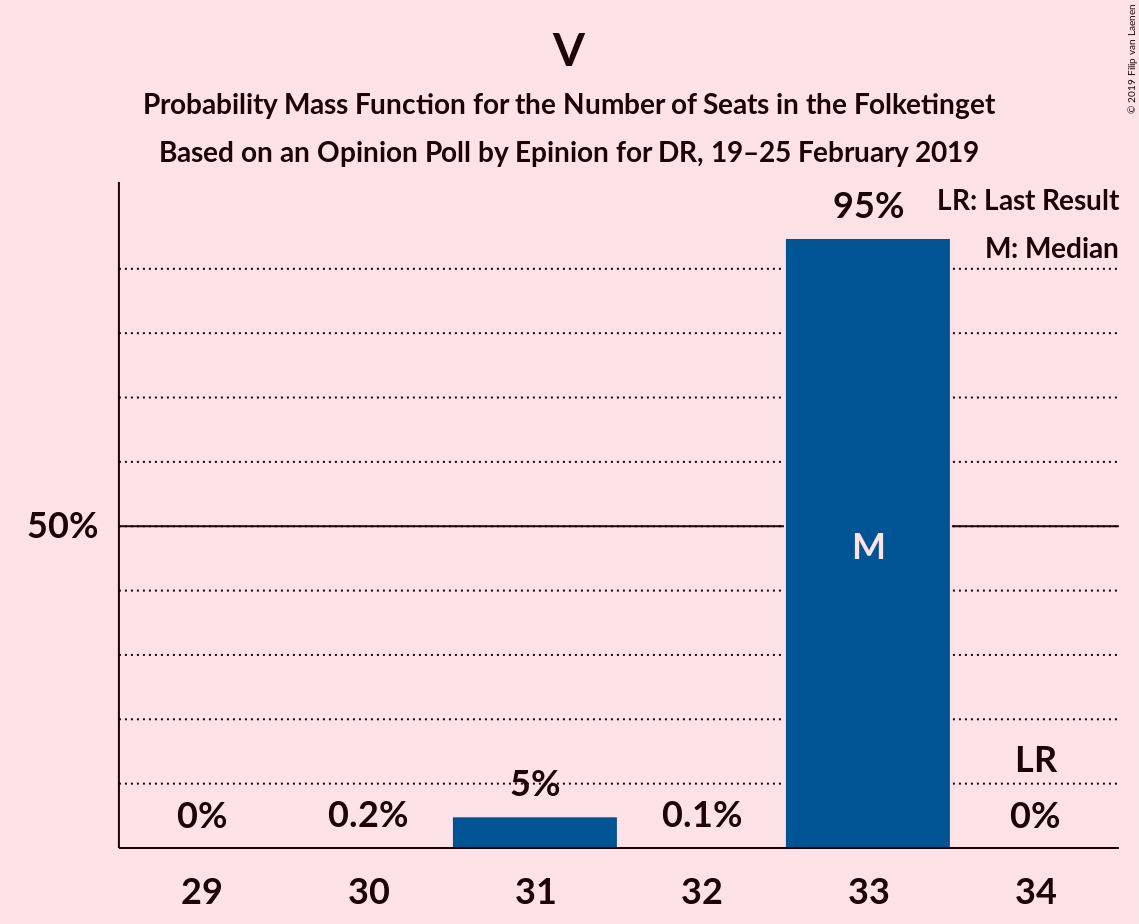 V
Probability Mass Function for the Number of Seats in the Folketinget
Based on an Opinion Poll by Epinion for DR, 19–25 February 2019
© 2019 Filip van Laenen
LR: Last Result
M: Median
95%
50%
M
LR
0%
0.2%
5%
0.1%
0%
29
30
31
32
33
34